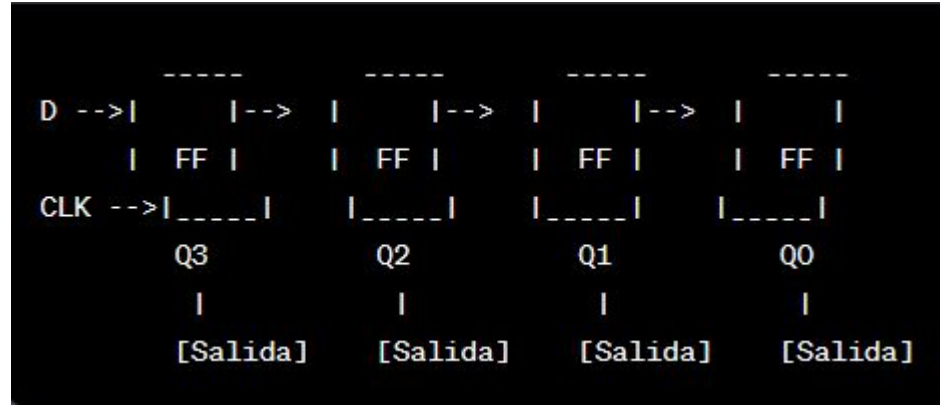 ----- ----- ----- -----
D -->| |--> | |--> | |--> | |
| FF | | FF | | FF | | FF |
CLK -->|_____| |_____| |_____| |_____|
Q3 Q2 Q1 Q0
| | | |
[Salida] [Salida] [Salida] [Salida]